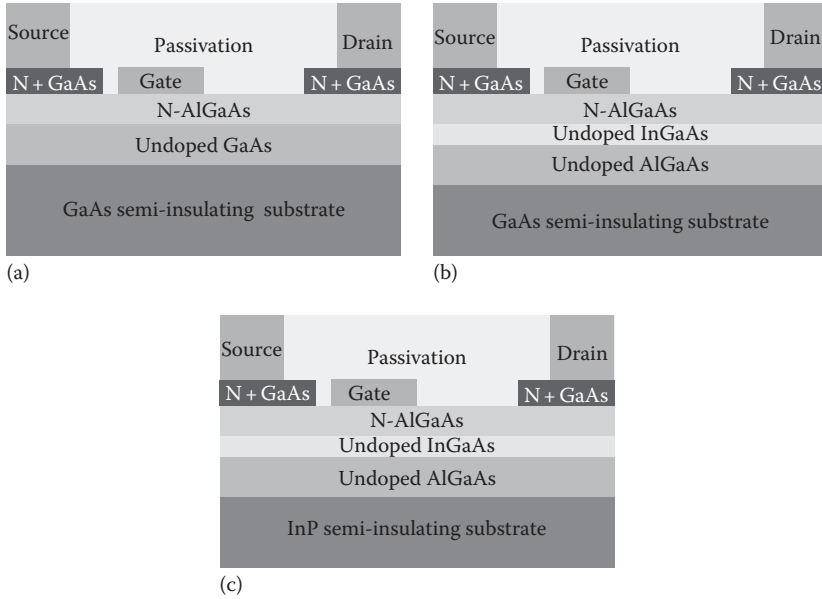 Source
Passivation
Drain
N + GaAs
Gate
N + GaAs
N-AlGaAs
Undoped GaAs
GaAs semi-insulating substrate
(a)
Source
Passivation
Drain
N + GaAs
Gate
N + GaAs
N-AlGaAs
Undoped InGaAs
Undoped AlGaAs
GaAs semi-insulating substrate
(b)
Source
Passivation
Drain
N + GaAs
Gate
N + GaAs
N-AlGaAs
Undoped InGaAs
Undoped AlGaAs
InP semi-insulating substrate
(c)